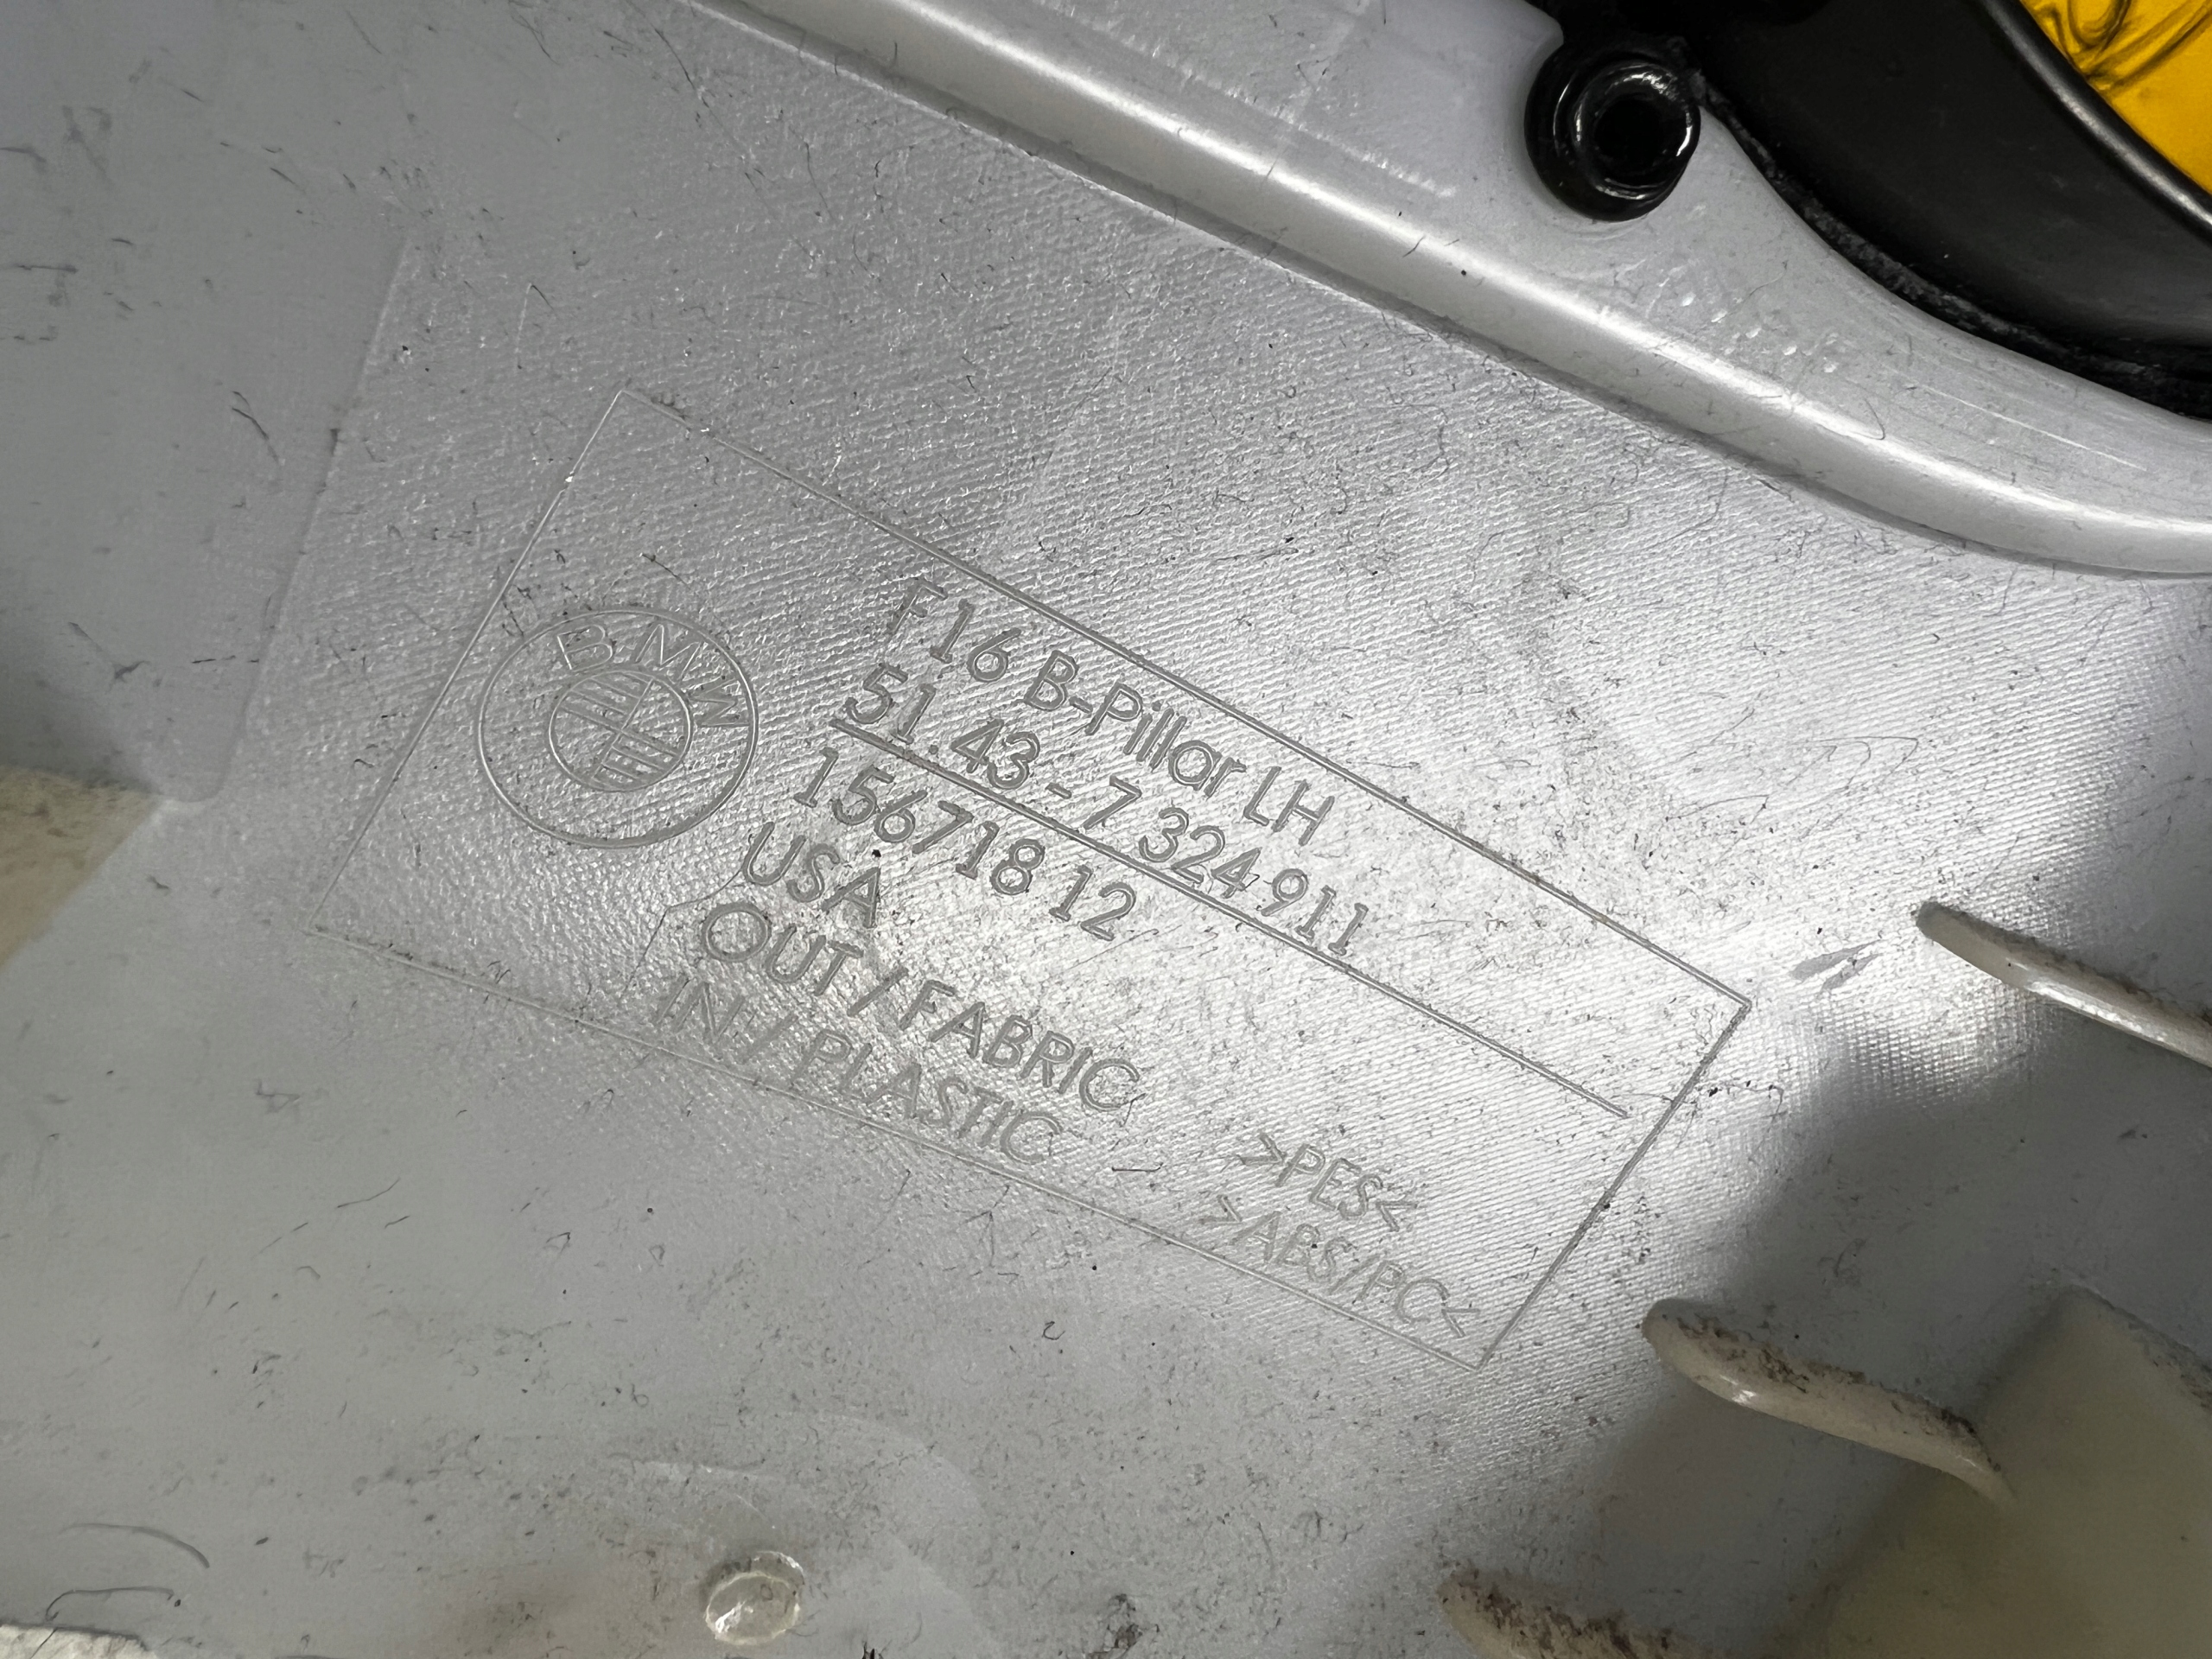 BMW
F16 B-Pillar LH
51.43 - 7 324 911
156718 12
USA
OUT / FABRIC >PES<
IN / PLASTIC >ABS/PC<